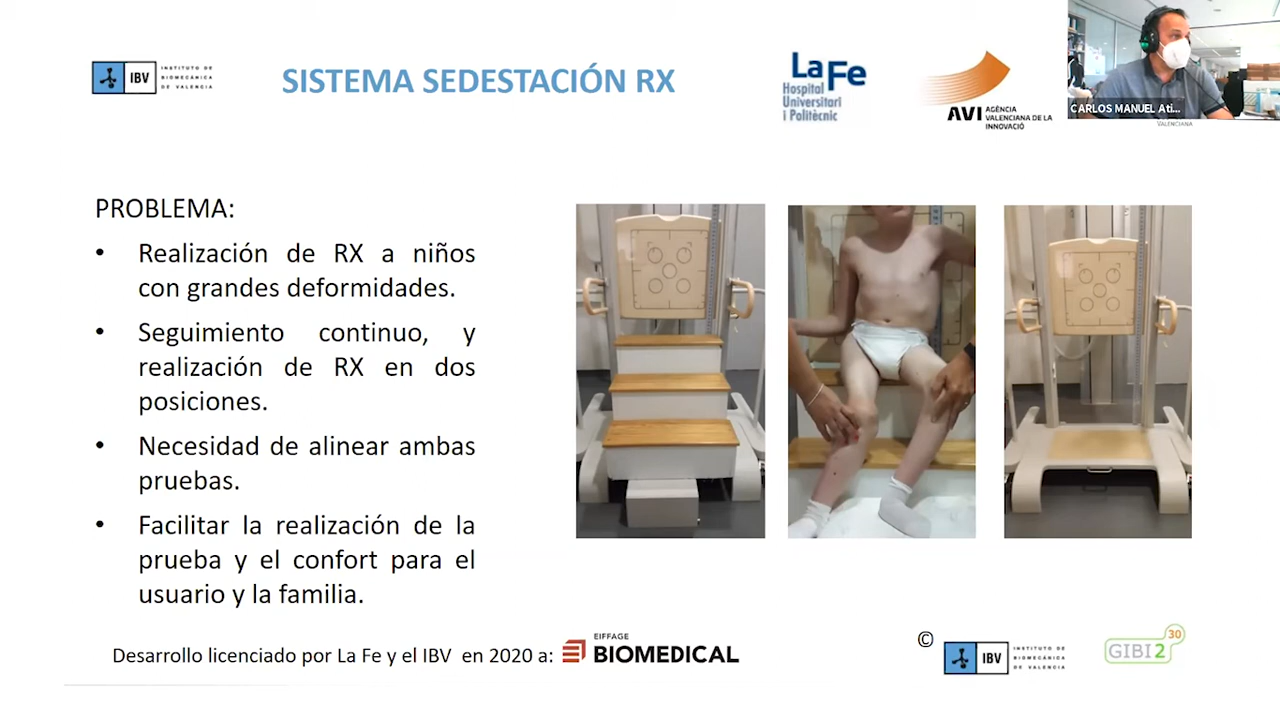 IBV
INSTITUTO DE
BIOMECÁNICA
DE VALENCIA
SISTEMA SEDESTACIÓN RX
La Fe
Hospital
Universitari
i Politècnic
AVI AGÈNCIA
VALENCIANA DE LA
INNOVACIÓ
CARLOS MANUEL Ati...
VALENCIANA
PROBLEMA:
• Realización de RX a niños
con grandes deformidades.
• Seguimiento continuo, y
realización de RX en dos
posiciones.
• Necesidad de alinear ambas
pruebas.
• Facilitar la realización de la
prueba y el confort para el
usuario y la familia.
Desarrollo licenciado por La Fe y el IBV en 2020 a:
EIFFAGE
BIOMEDICAL
©
IBV
INSTITUTO DE
BIOMECÁNICA
DE VALENCIA
GIBI2 30